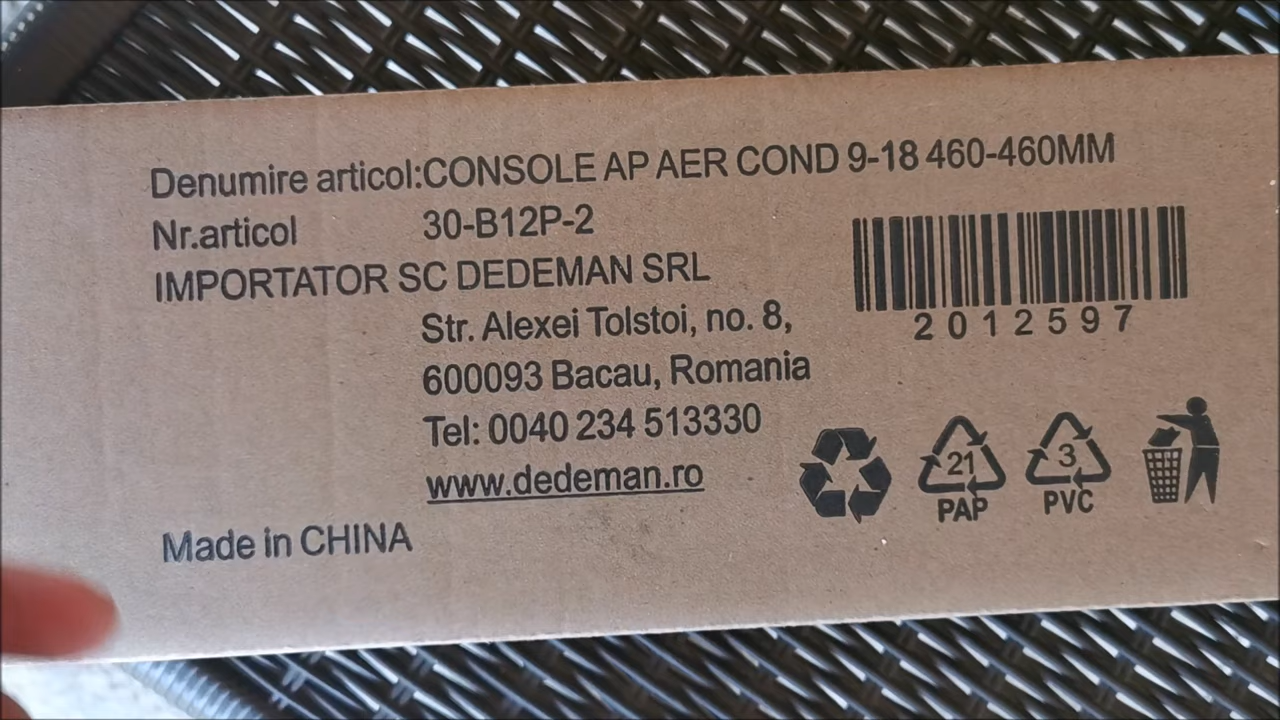 Denumire articol:CONSOLE AP AER COND 9-18 460-460MM
Nr.articol 30-B12P-2
IMPORTATOR SC DEDEMAN SRL
Str. Alexei Tolstoi, no. 8,
600093 Bacau, Romania
Tel: 0040 234 513330
www.dedeman.ro
Made in CHINA
2012597
21
PAP
3
PVC